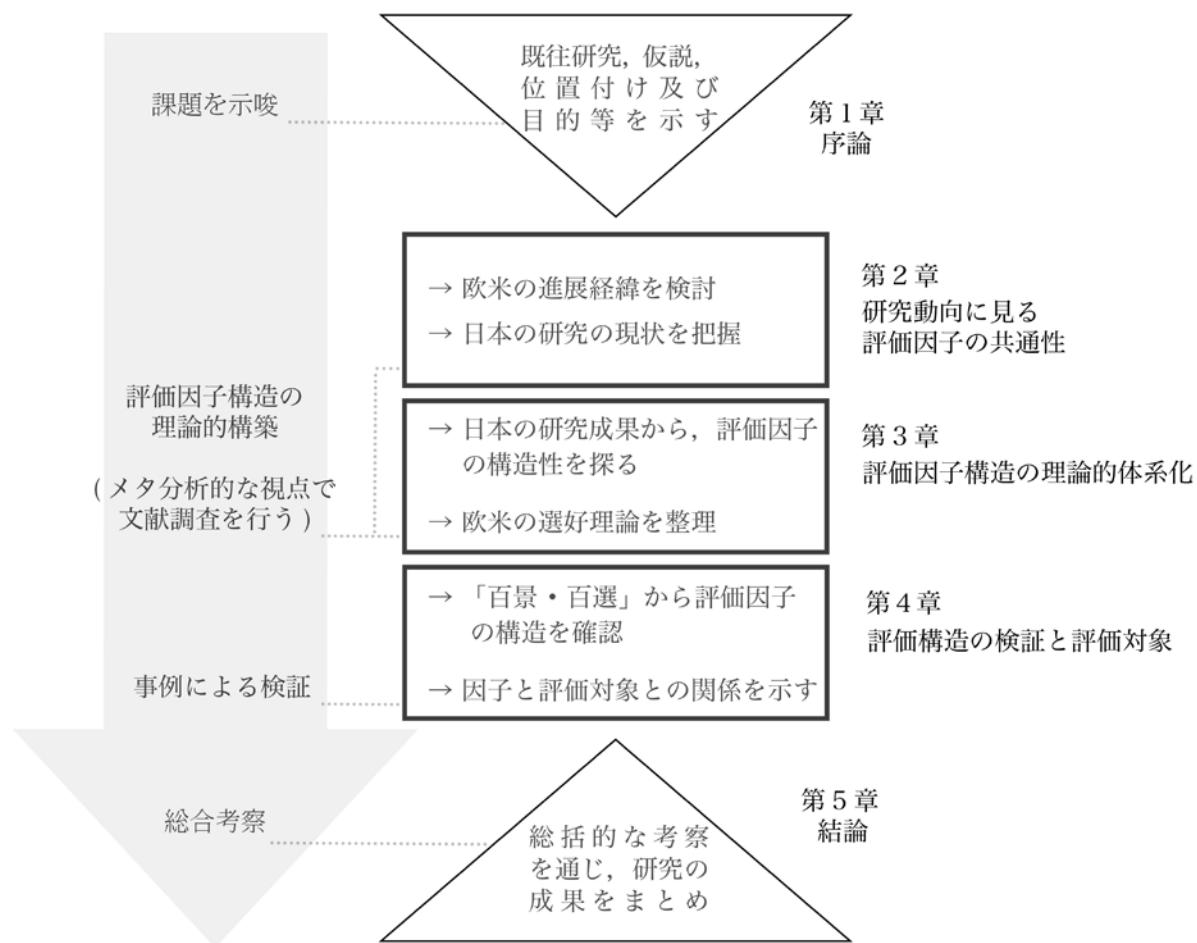 既往研究，仮説，
位置付け及び
目的等を示す
課題を示唆
第１章
序論
→ 欧米の進展経緯を検討
→ 日本の研究の現状を把握
第２章
研究動向に見る
評価因子の共通性
評価因子構造の
理論的構築
( メタ分析的な視点で
文献調査を行う )
→ 日本の研究成果から，評価因子
の構造性を探る
→ 欧米の選好理論を整理
第３章
評価因子構造の理論的体系化
→ 「百景・百選」から評価因子
の構造を確認
→ 因子と評価対象との関係を示す
第４章
評価構造の検証と評価対象
事例による検証
総合考察
総括的な考察
を通じ，研究の
成果をまとめ
第５章
結論